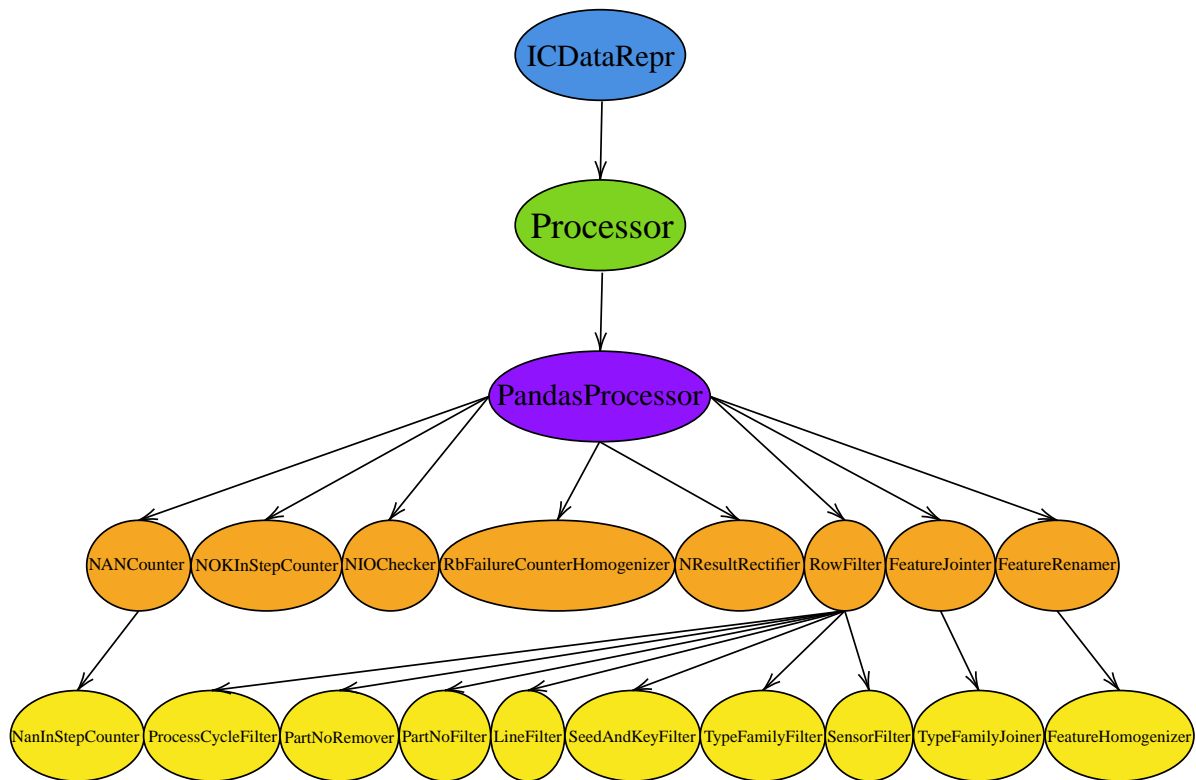 ICDataRepr
Processor
PandasProcessor
NANCounter
NOKInStepCounter
NIOChecker
RbFailureCounterHomogenizer
NResultRectifier
RowFilter
FeatureJointer
FeatureRenamer
NanInStepCounter
ProcessCycleFilter
PartNoRemover
PartNoFilter
LineFilter
SeedAndKeyFilter
TypeFamilyFilter
SensorFilter
TypeFamilyJoiner
FeatureHomogenizer